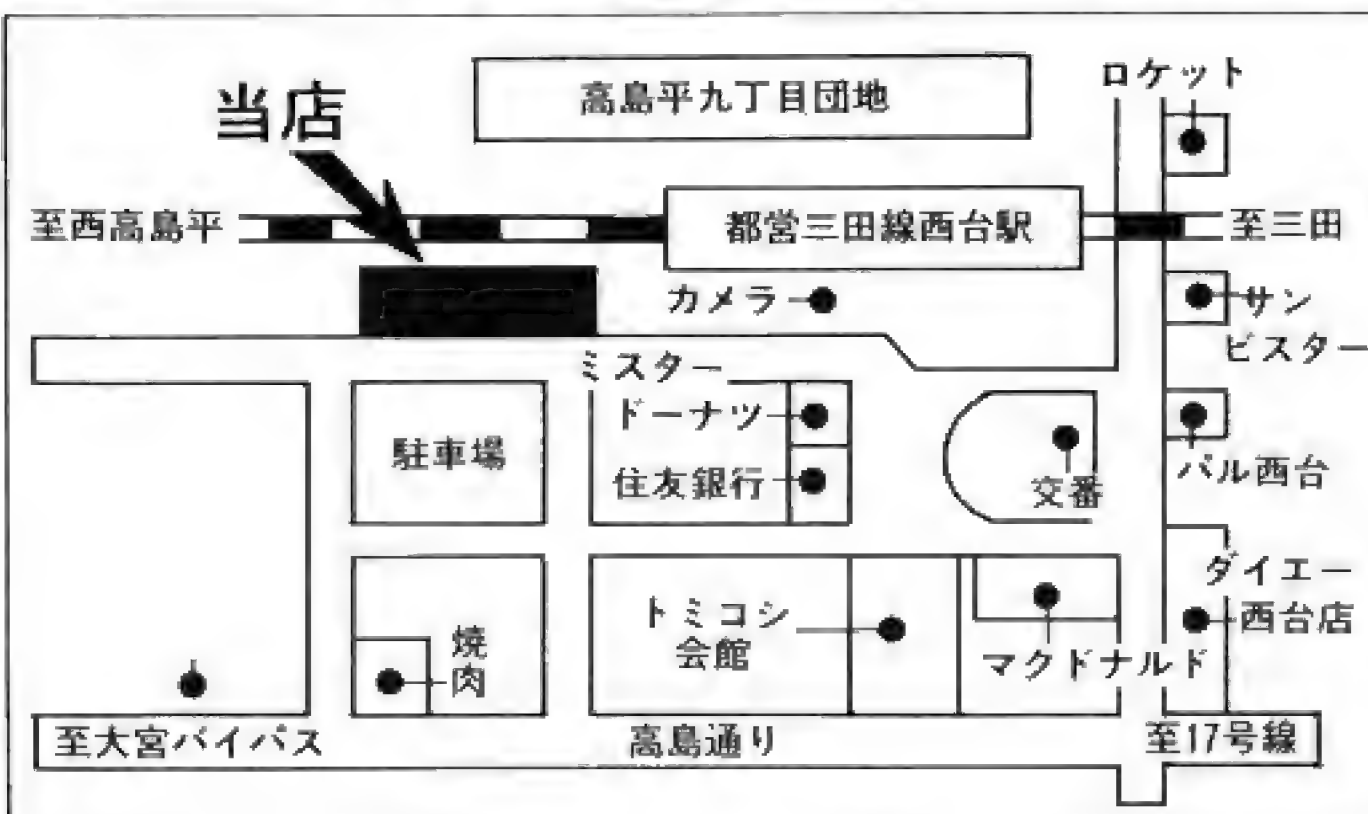 高島平九丁目団地
ロケット
当店
至西高島平
都営三田線西台駅
至三田
カメラ
サン
ビスター
ミスター
ドーナツ
住友銀行
駐車場
交番
パル西台
ダイエー
西台店
トミコシ
会館
マクドナルド
焼
肉
至大宮バイパス
高島通り
至17号線